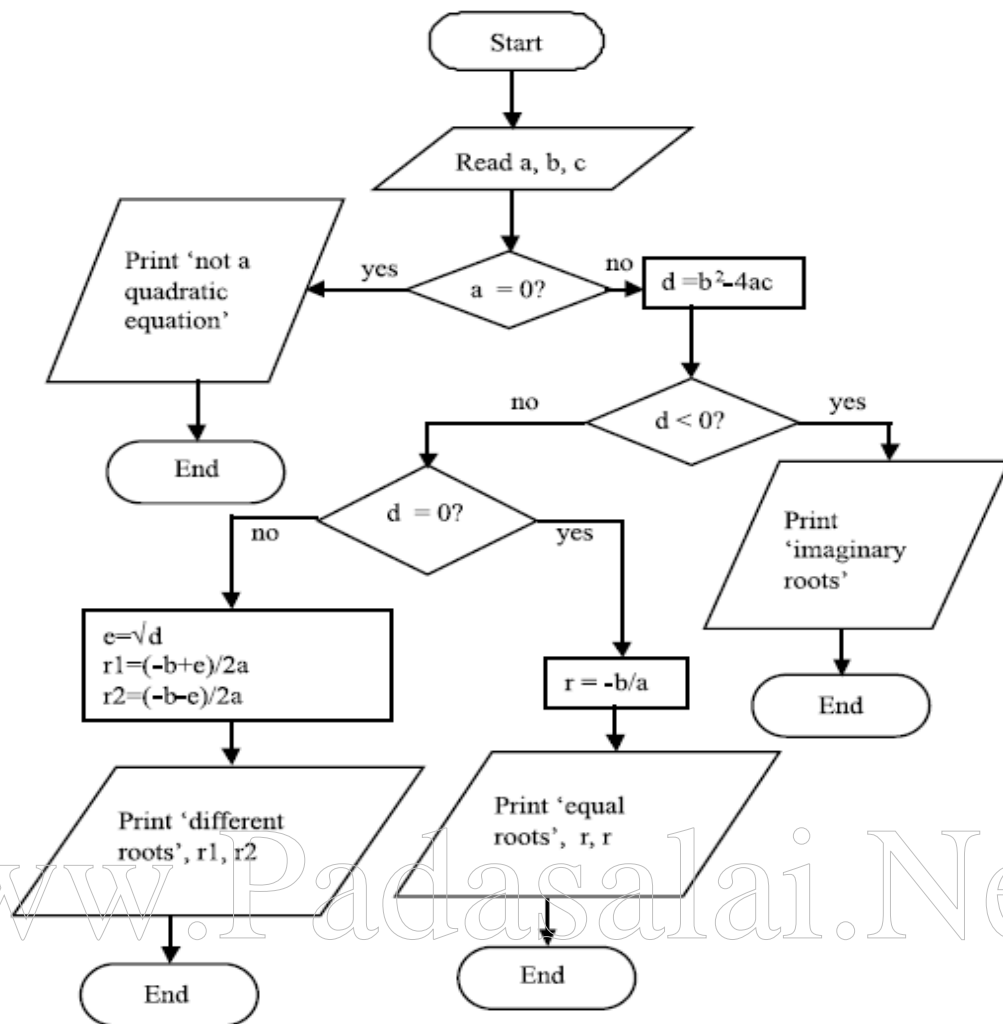 Start
Read a, b, c
a = 0?
yes
no
Print ‘not a
quadratic
equation’
End
d =b²-4ac
d < 0?
no
yes
Print
‘imaginary
roots’
End
d = 0?
no
yes
e=√d
r1=(-b+e)/2a
r2=(-b-e)/2a
r = -b/a
Print ‘different
roots’, r1, r2
End
Print ‘equal
roots’, r, r
End
www.Padasalai.Ne